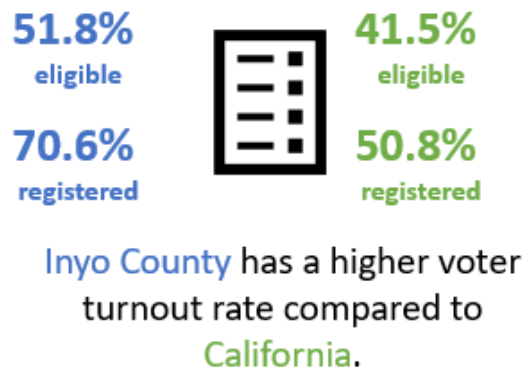 51.8%
eligible
70.6%
registered
41.5%
eligible
50.8%
registered
Inyo County has a higher voter
turnout rate compared to
California.